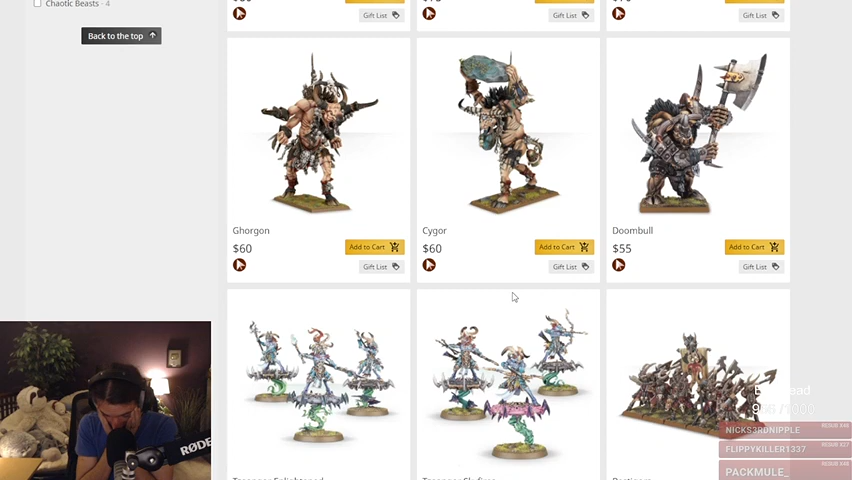 Chaotic Beasts - 4
Back to the top
Gift List
Gift List
Gift List
Ghorgon
Cygor
Doombull
$60
Add to Cart
$60
Add to Cart
$55
Add to Cart
Gift List
Gift List
Gift List
RØDE
NICKS3RDNIPPLE
FLIPPYKILLER1337
PACKMULE_